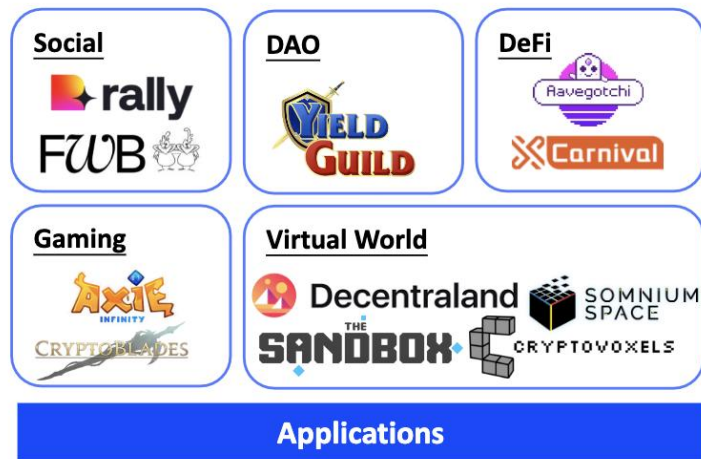 Social
rally
FWB
DAO
YIELD
GUILD
DeFi
Aavegotchi
Carnival
Gaming
AXIE
INFINITY
CRYPTOBLADES
Virtual World
Decentraland
SOMNIUM
SPACE
THE
SANDBOX
CRYPTOVOXELS
Applications